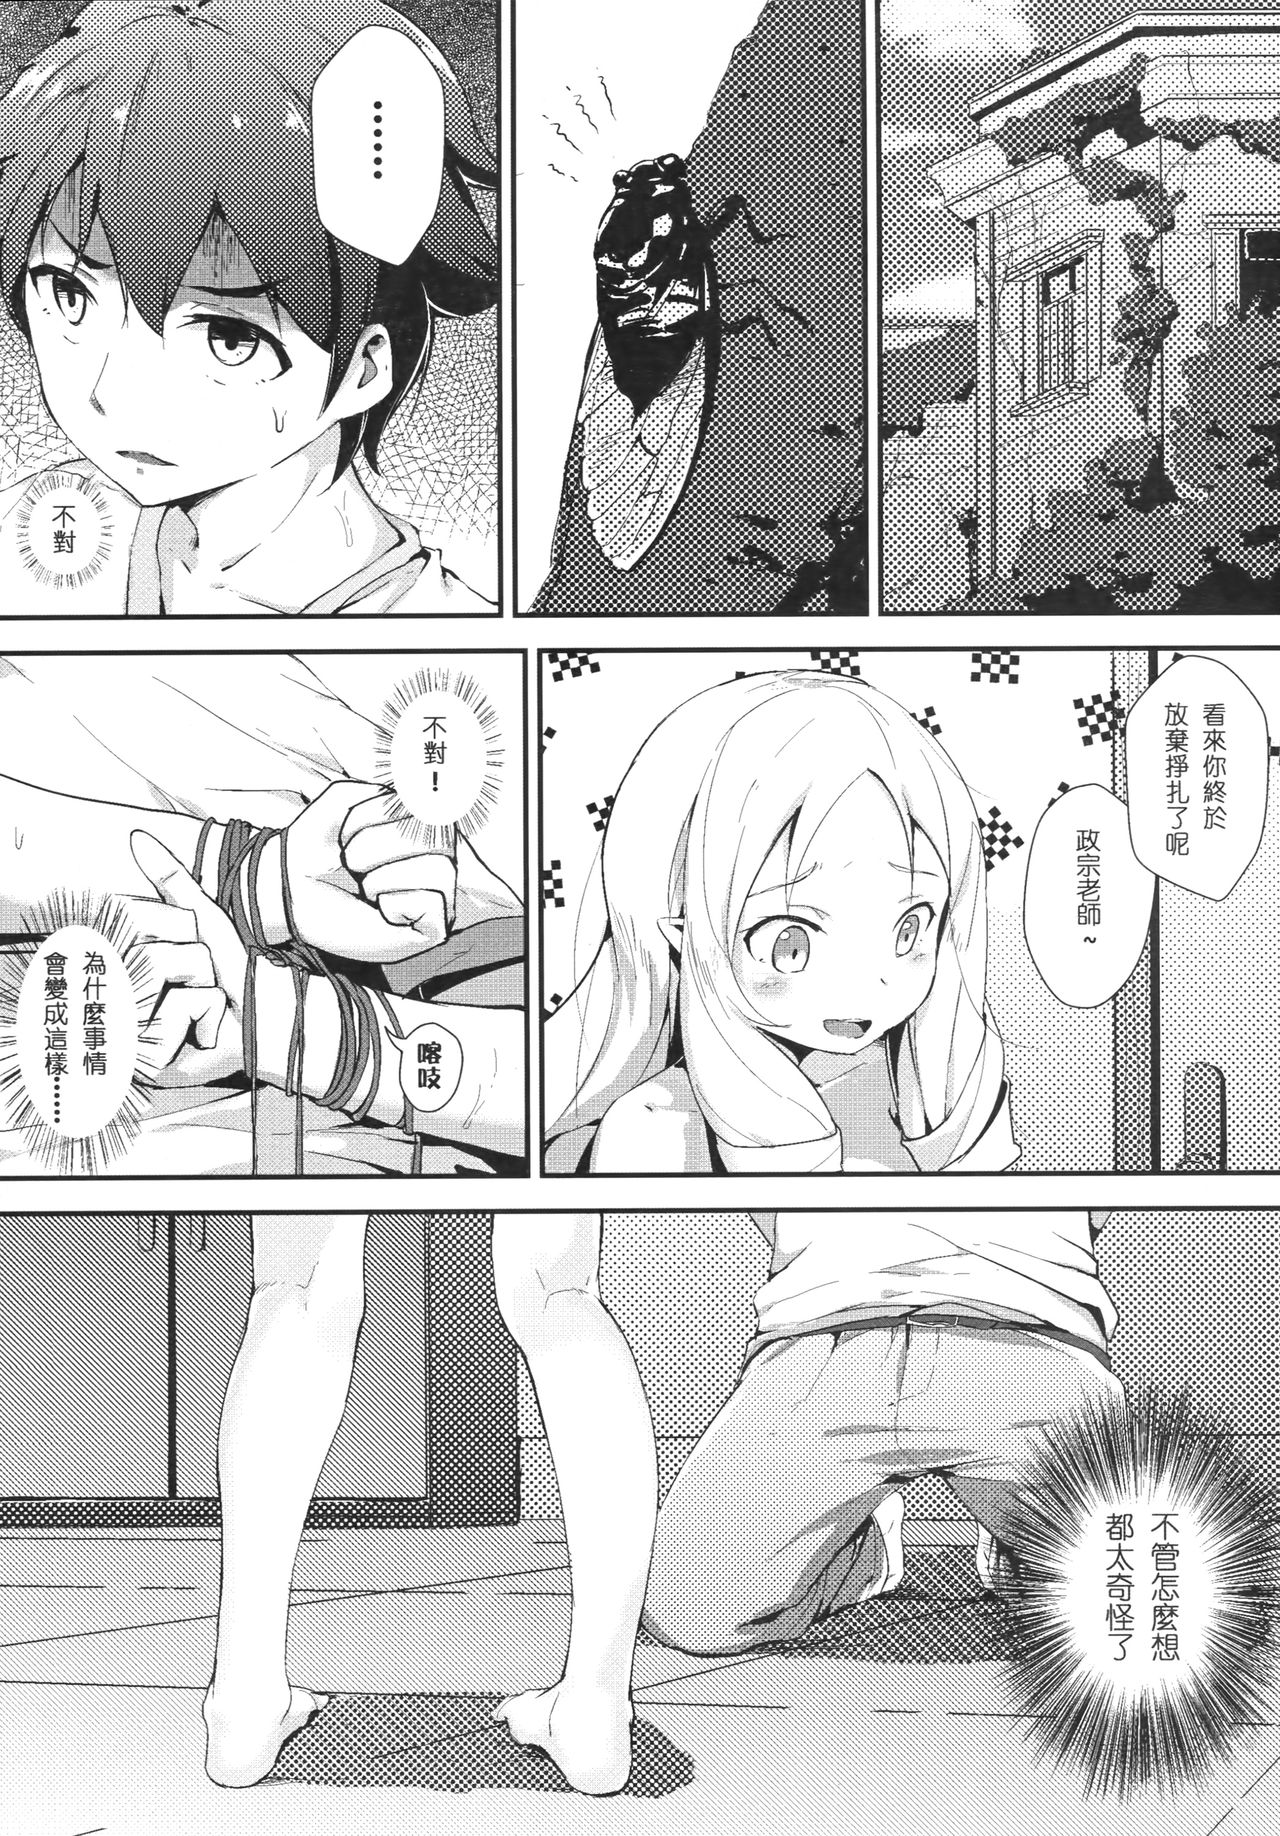 ……
不對
看來你終於
放棄掙扎了呢
政宗老師~
不對！
喀吱
為什麼事情
會變成這樣……
不管怎麼想
都太奇怪了